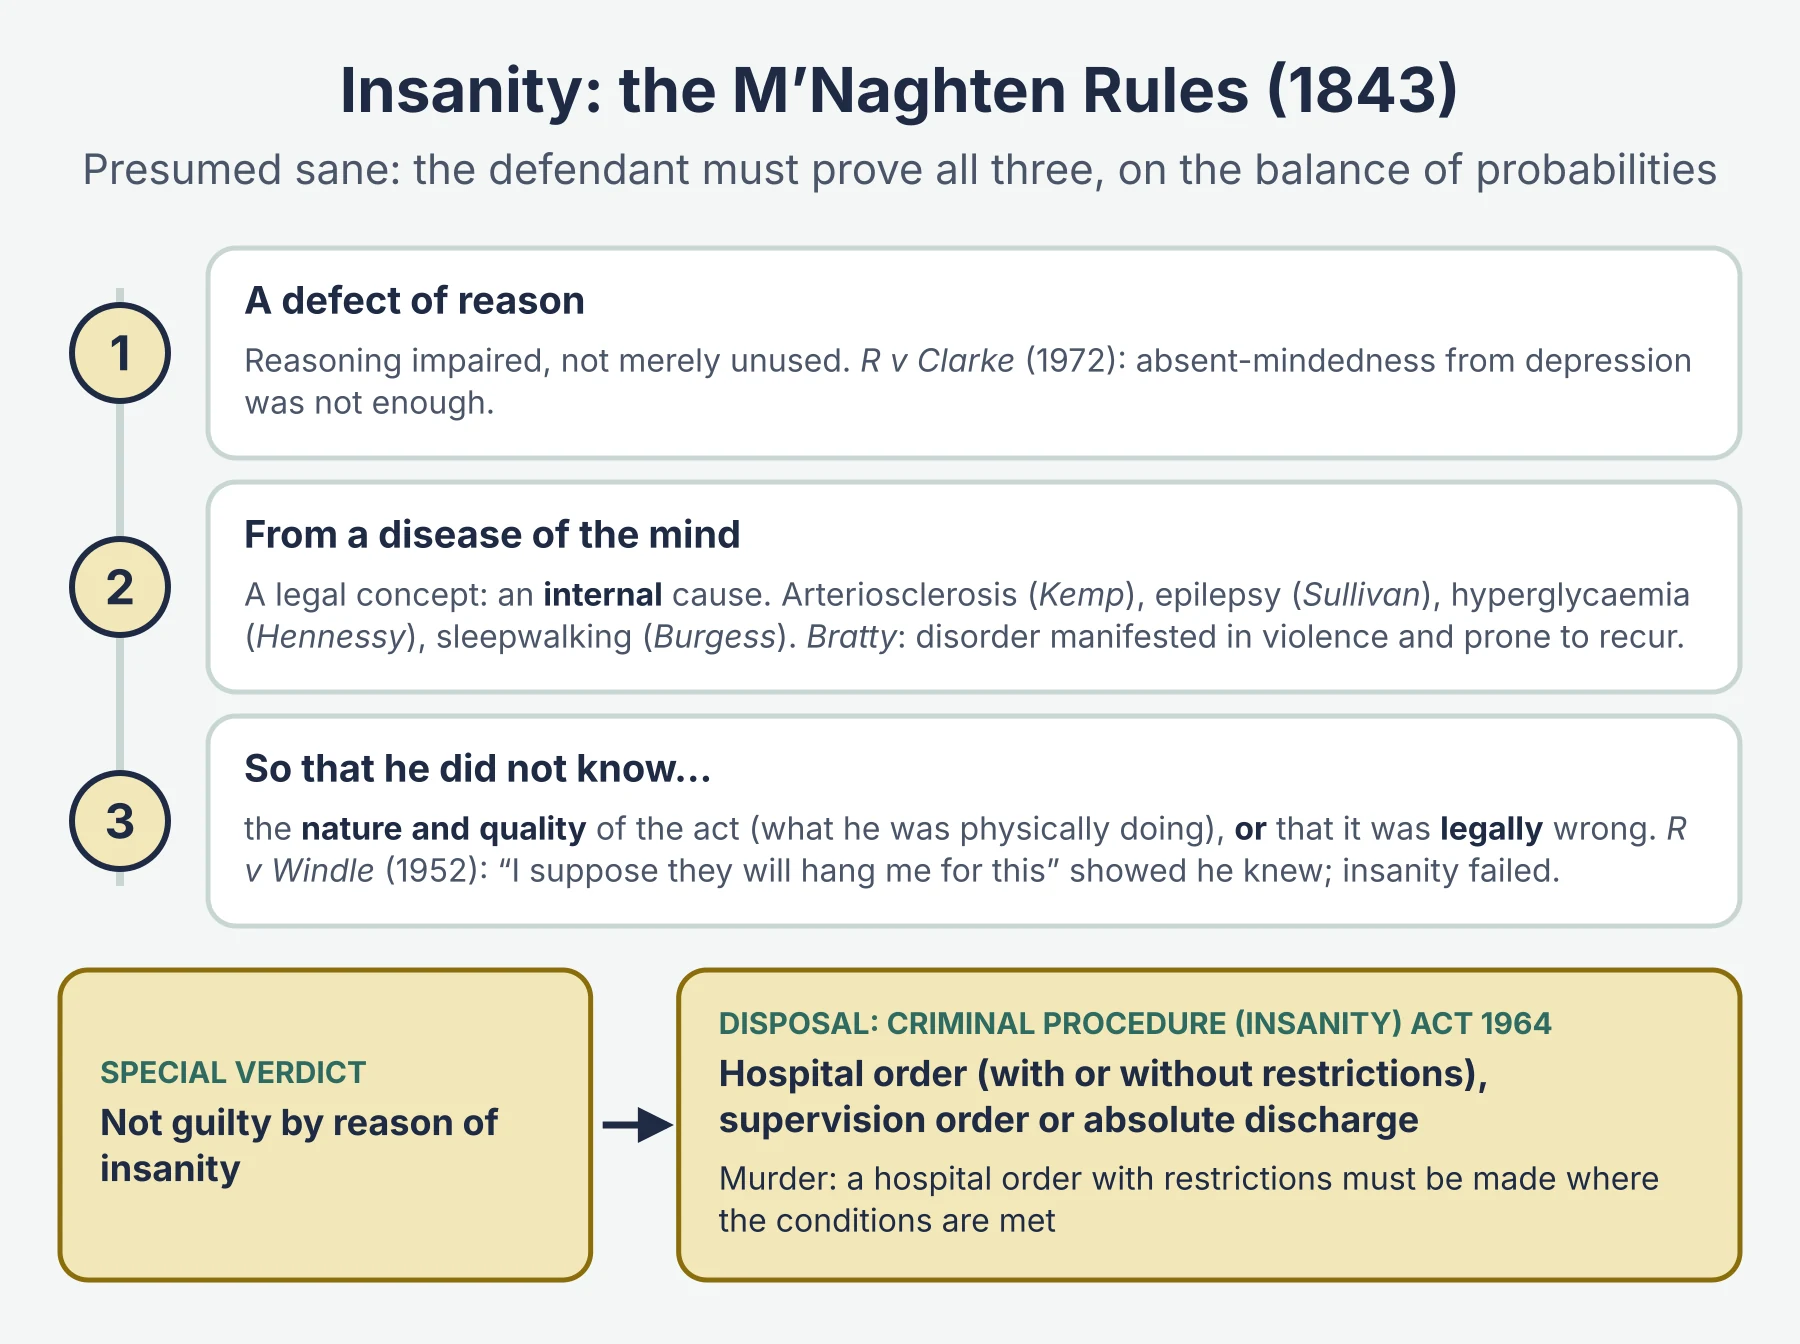 Insanity: the M’Naghten Rules (1843)
Presumed sane: the defendant must prove all three, on the balance of probabilities
1
A defect of reason
Reasoning impaired, not merely unused. R v Clarke (1972): absent-mindedness from depression
was not enough.
2
From a disease of the mind
A legal concept: an internal cause. Arteriosclerosis (Kemp), epilepsy (Sullivan), hyperglycaemia
(Hennessy), sleepwalking (Burgess). Bratty: disorder manifested in violence and prone to recur.
3
So that he did not know…
the nature and quality of the act (what he was physically doing), or that it was legally wrong. R
v Windle (1952): “I suppose they will hang me for this” showed he knew; insanity failed.
SPECIAL VERDICT
Not guilty by reason of
insanity
DISPOSAL: CRIMINAL PROCEDURE (INSANITY) ACT 1964
Hospital order (with or without restrictions),
supervision order or absolute discharge
Murder: a hospital order with restrictions must be made where
the conditions are met